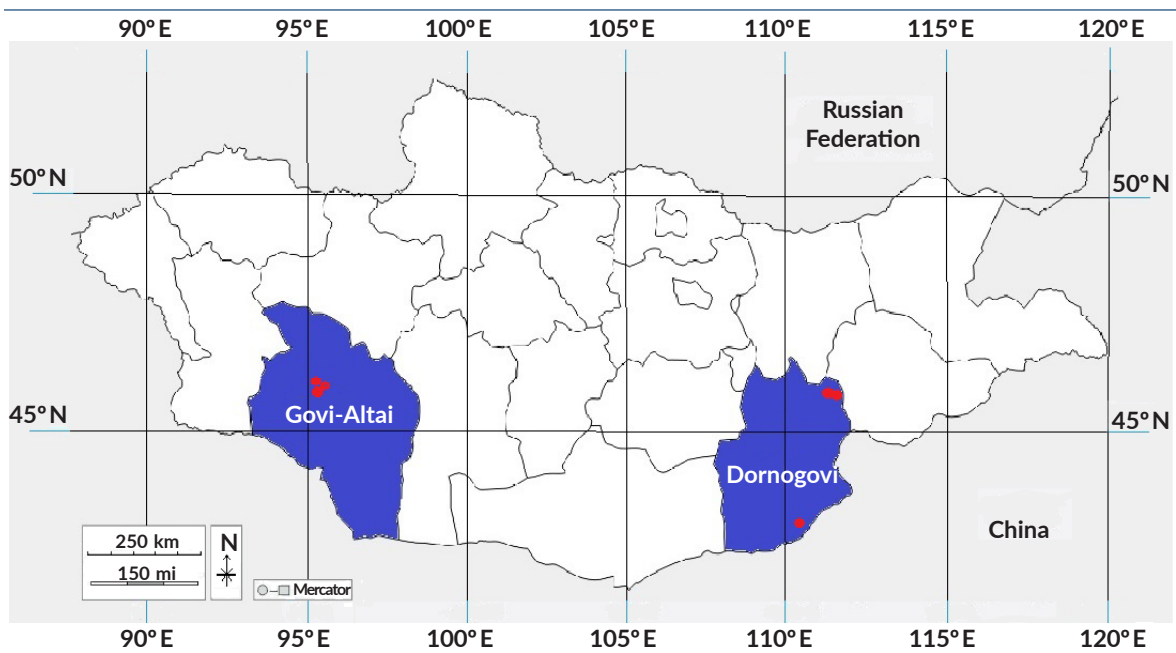 90° E 95° E 100° E 105° E 110° E 115° E 120° E
Russian
Federation
50° N 50° N
Govi-Altai
45° N 45° N
Dornogovi
China
250 km
150 mi
N
Mercator
90° E 95° E 100° E 105° E 110° E 115° E 120° E